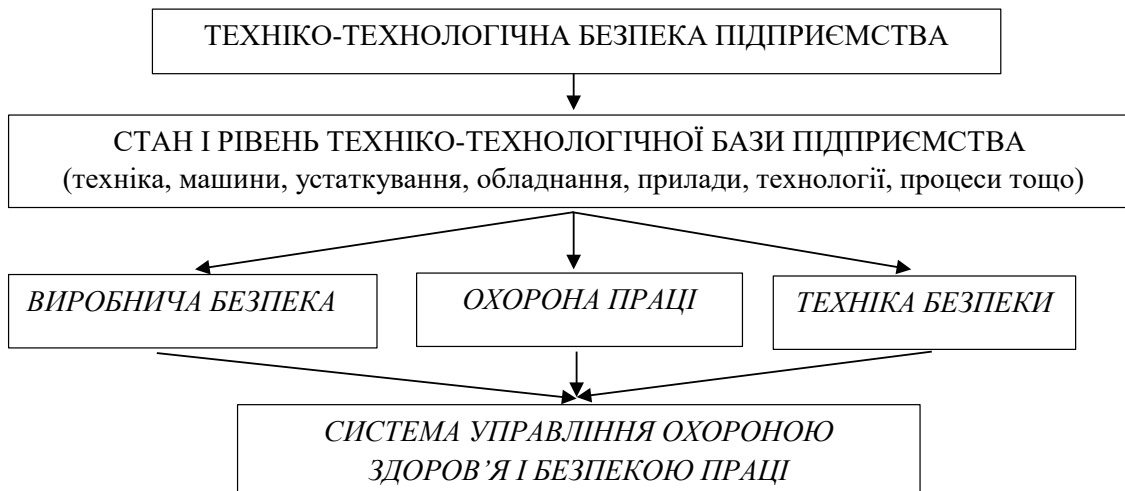 ТЕХНІКО-ТЕХНОЛОГІЧНА БЕЗПЕКА ПІДПРИЄМСТВА
СТАН І РІВЕНЬ ТЕХНІКО-ТЕХНОЛОГІЧНОЇ БАЗИ ПІДПРИЄМСТВА
(техніка, машини, устаткування, обладнання, прилади, технології, процеси тощо)
ВИРОБНИЧА БЕЗПЕКА
ОХОРОНА ПРАЦІ
ТЕХНІКА БЕЗПЕКИ
СИСТЕМА УПРАВЛІННЯ ОХОРОНОЮ
ЗДОРОВ’Я І БЕЗПЕКОЮ ПРАЦІ